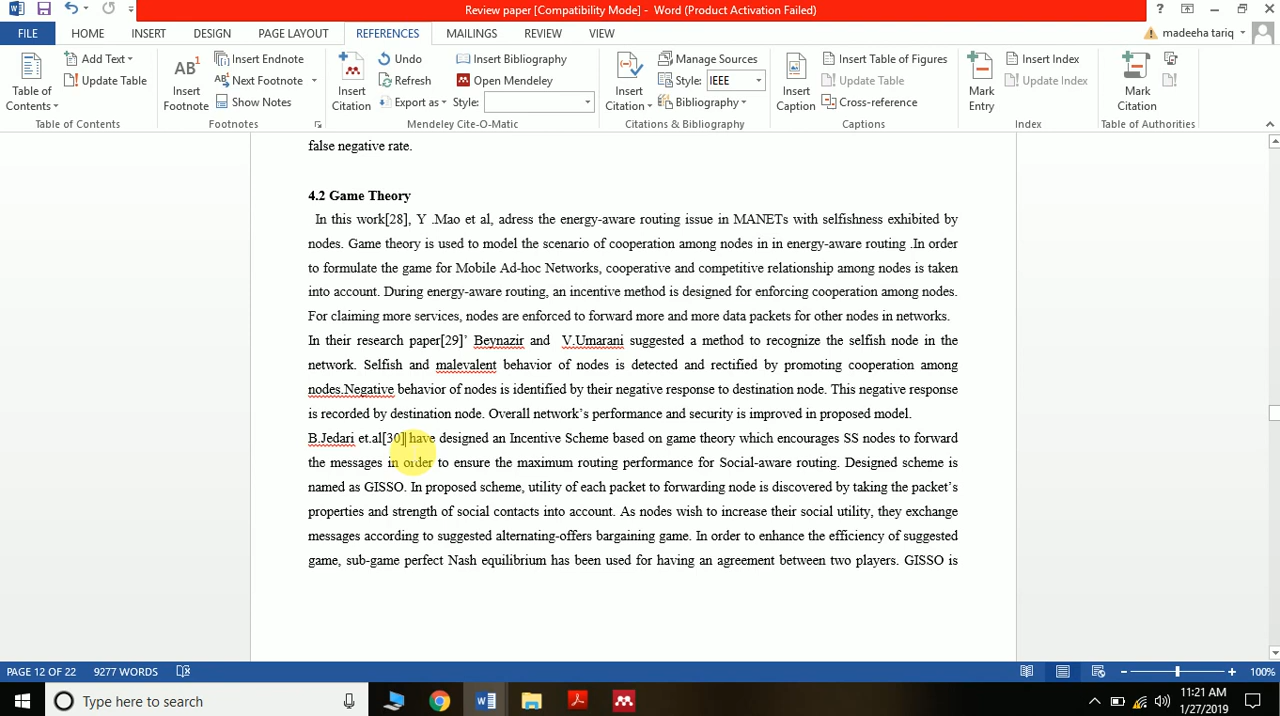 Review paper [Compatibility Mode] - Word (Product Activation Failed)
FILE HOME INSERT DESIGN PAGE LAYOUT REFERENCES MAILINGS REVIEW VIEW madeeha tariq
Table of Contents
Add Text
Update Table
Table of Contents
AB1
Insert Footnote
Insert Endnote
Next Footnote
Show Notes
Footnotes
Insert Citation
Undo
Refresh
Export as
Insert Bibliography
Open Mendeley
Style:
Mendeley Cite-O-Matic
Insert Citation
Manage Sources
Style: IEEE
Bibliography
Citations & Bibliography
Insert Caption
Insert Table of Figures
Update Table
Cross-reference
Captions
Mark Entry
Insert Index
Update Index
Index
Mark Citation
Table of Authorities
false negative rate.
4.2 Game Theory
In this work[28], Y .Mao et al, adress the energy-aware routing issue in MANETs with selfishness exhibited by
nodes. Game theory is used to model the scenario of cooperation among nodes in in energy-aware routing .In order
to formulate the game for Mobile Ad-hoc Networks, cooperative and competitive relationship among nodes is taken
into account. During energy-aware routing, an incentive method is designed for enforcing cooperation among nodes.
For claiming more services, nodes are enforced to forward more and more data packets for other nodes in networks.
In their research paper[29]’ Beynazir and V.Umarani suggested a method to recognize the selfish node in the
network. Selfish and malevalent behavior of nodes is detected and rectified by promoting cooperation among
nodes.Negative behavior of nodes is identified by their negative response to destination node. This negative response
is recorded by destination node. Overall network’s performance and security is improved in proposed model.
B.Jedari et.al[30] have designed an Incentive Scheme based on game theory which encourages SS nodes to forward
the messages in order to ensure the maximum routing performance for Social-aware routing. Designed scheme is
named as GISSO. In proposed scheme, utility of each packet to forwarding node is discovered by taking the packet’s
properties and strength of social contacts into account. As nodes wish to increase their social utility, they exchange
messages according to suggested alternating-offers bargaining game. In order to enhance the efficiency of suggested
game, sub-game perfect Nash equilibrium has been used for having an agreement between two players. GISSO is
PAGE 12 OF 22 9277 WORDS 100%
Type here to search
11:21 AM
1/27/2019